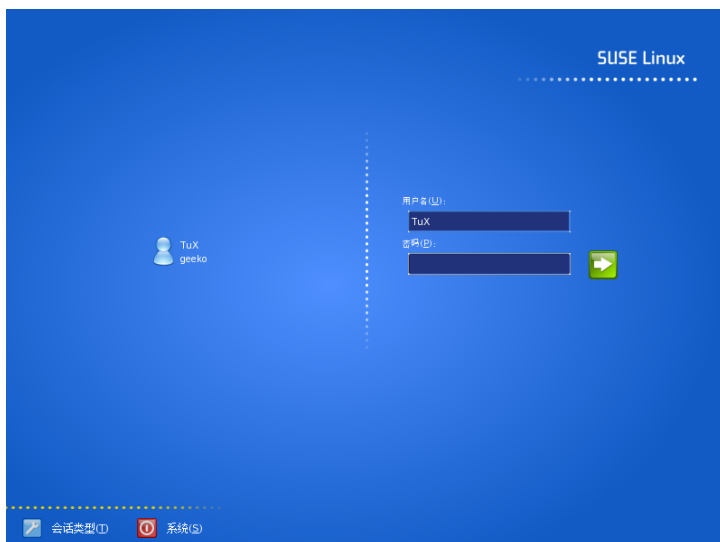 SUSE Linux
TuX
geeko
用户名(U):
TuX
密码(P):
会话类型(T)
系统(S)